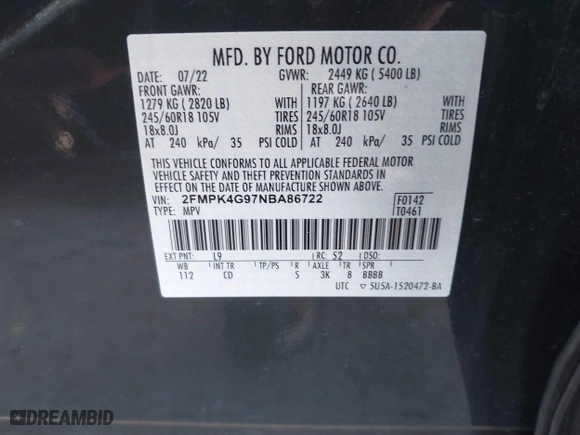 MFD. BY FORD MOTOR CO.
DATE: 07/22 GVWR: 2449 KG ( 5400 LB)
FRONT GAWR: REAR GAWR:
1279 KG ( 2820 LB) WITH 1197 KG ( 2640 LB) WITH
245/60R18 105V TIRES 245/60R18 105V TIRES
18x8.0J RIMS 18x8.0J RIMS
AT 240 kPa/ 35 PSI COLD AT 240 kPa/ 35 PSI COLD
THIS VEHICLE CONFORMS TO ALL APPLICABLE FEDERAL MOTOR
VEHICLE SAFETY AND THEFT PREVENTION STANDARDS IN
EFFECT ON THE DATE OF MANUFACTURE SHOWN ABOVE.
VIN: 2FMPK4G97NBA86722 F0142
TYPE: MPV T0461
EXT PNT: L9 RC: 52 DSO:
WB INT TR TP/PS R AXLE TR SPR
112 CD S 3K 8 BBBB
UTC ▽ 5U5A-1520472-BA
DREAMBID